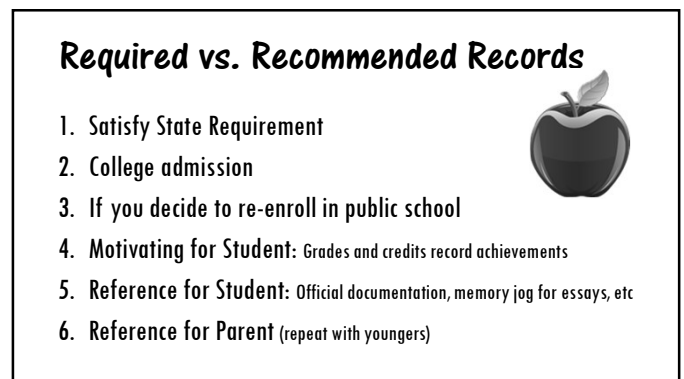 Required vs. Recommended Records
1. Satisfy State Requirement
2. College admission
3. If you decide to re-enroll in public school
4. Motivating for Student: Grades and credits record achievements
5. Reference for Student: Official documentation, memory jog for essays, etc
6. Reference for Parent (repeat with youngers)